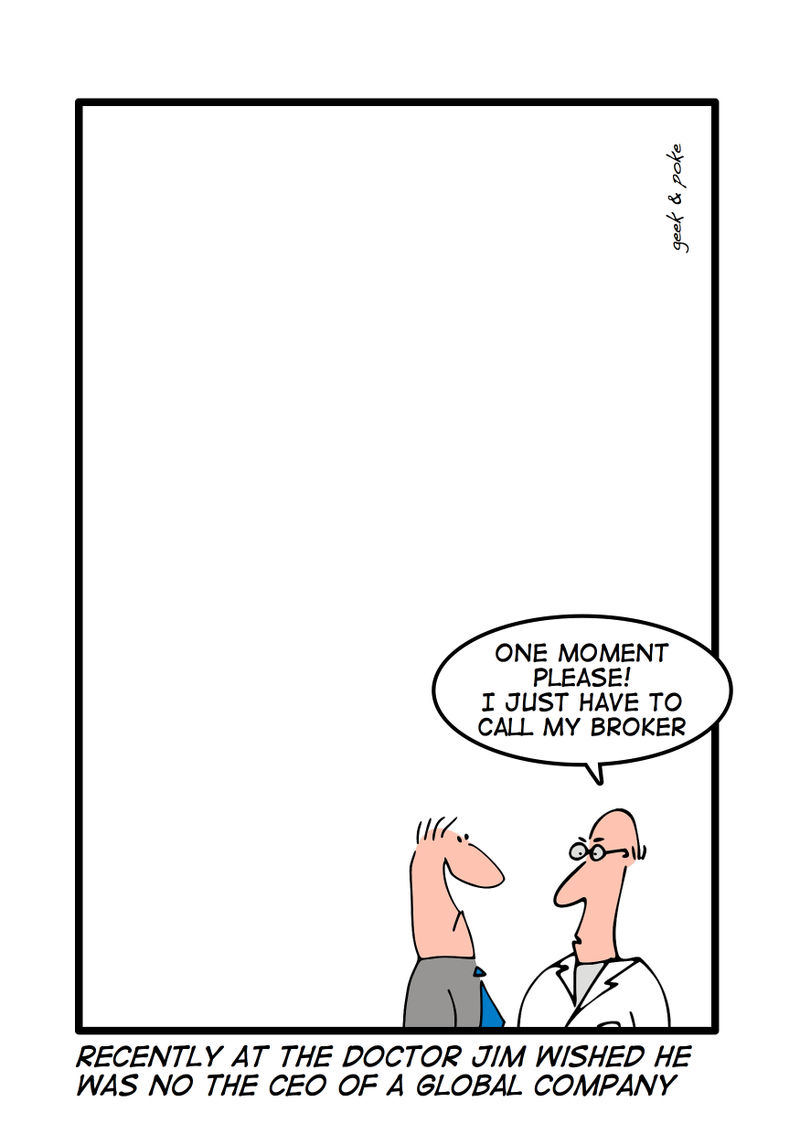 geek & poke
ONE MOMENT
PLEASE!
I JUST HAVE TO
CALL MY BROKER
RECENTLY AT THE DOCTOR JIM WISHED HE
WAS NO THE CEO OF A GLOBAL COMPANY